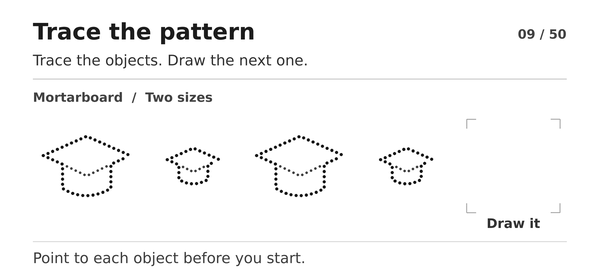 Trace the pattern
09 / 50
Trace the objects. Draw the next one.
Mortarboard / Two sizes
Draw it
Point to each object before you start.